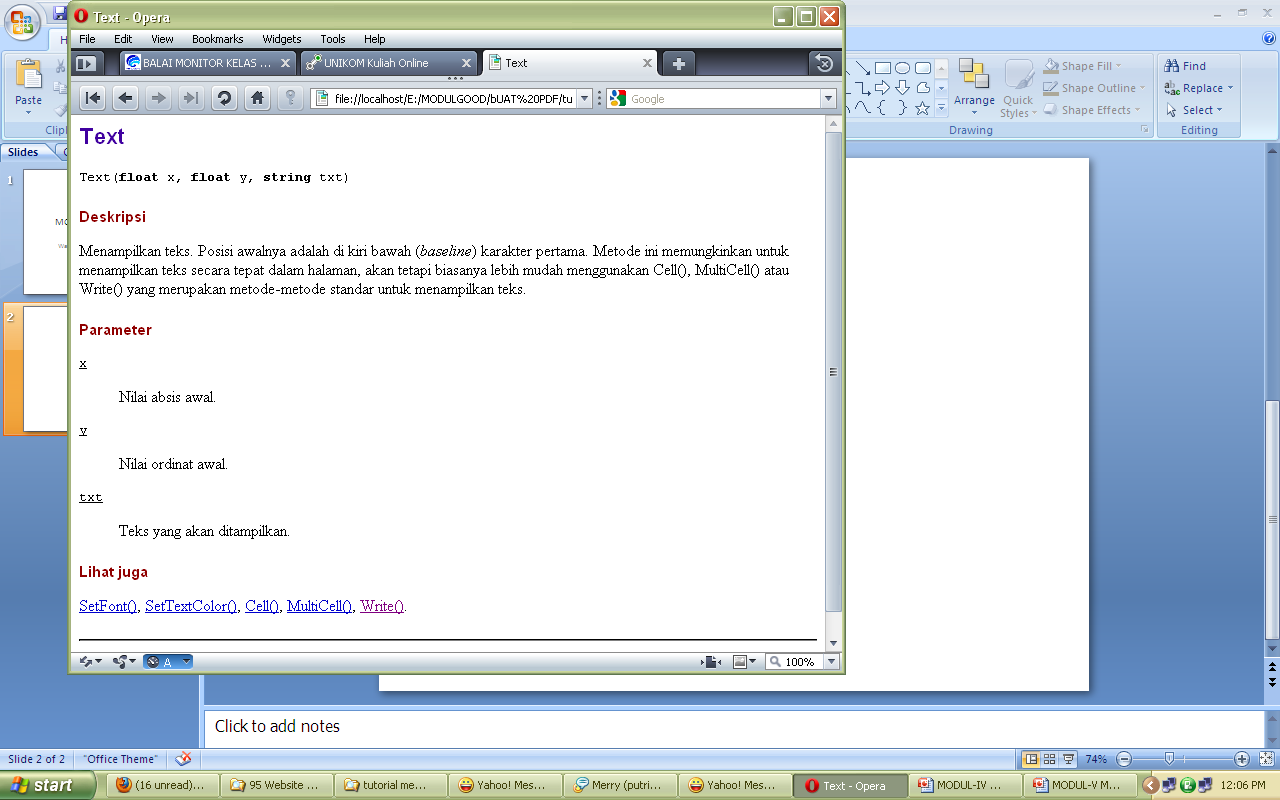 Text - Opera
File Edit View Bookmarks Widgets Tools Help
BALAI MONITOR KELAS ... UNIKOM Kuliah Online Text
file://localhost/E:/MODULGOOD/bUAT%20PDF/tu Google
Text
Text(float x, float y, string txt)
Deskripsi
Menampilkan teks. Posisi awalnya adalah di kiri bawah (baseline) karakter pertama. Metode ini memungkinkan untuk
menampilkan teks secara tepat dalam halaman, akan tetapi biasanya lebih mudah menggunakan Cell(), MultiCell() atau
Write() yang merupakan metode-metode standar untuk menampilkan teks.
Parameter
x
Nilai absis awal.
y
Nilai ordinat awal.
txt
Teks yang akan ditampilkan.
Lihat juga
SetFont(), SetTextColor(), Cell(), MultiCell(), Write().
A 100%
Paste
Slides
1
2
Arrange
Quick
Styles
Shape Fill
Shape Outline
Shape Effects
Drawing
Find
Replace
Select
Editing
Click to add notes
Slide 2 of 2 "Office Theme" 74%
start (16 unread)... 95 Website ... tutorial me... Yahoo! Mes... Merry (putri... Yahoo! Mes... Text - Opera MODUL-IV ... MODUL-V M... 12:06 PM